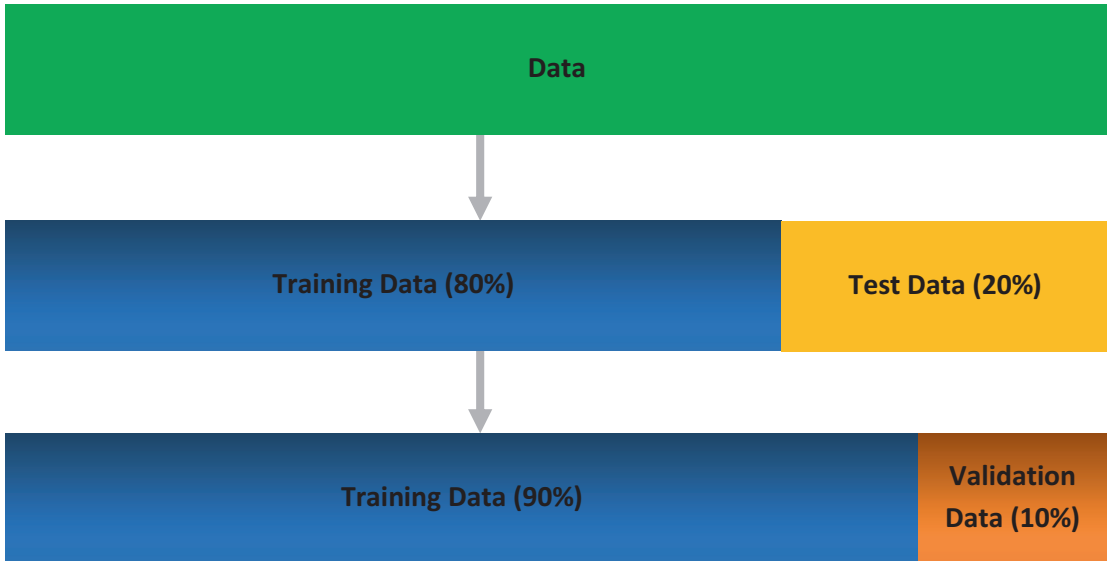 Data
Training Data (80%)
Test Data (20%)
Training Data (90%)
Validation
Data (10%)